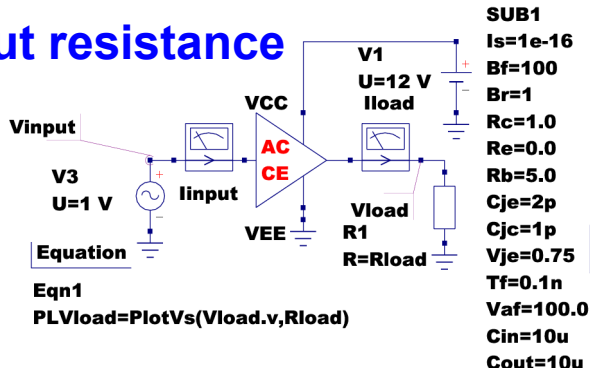 ut resistance
SUB1
Is=1e-16
Bf=100
Br=1
Rc=1.0
Re=0.0
Rb=5.0
Cje=2p
Cjc=1p
Vje=0.75
Tf=0.1n
Vaf=100.0
Cin=10u
Cout=10u
V1
U=12 V
Iload
VCC
Vinput
AC
CE
V3
U=1 V
Iinput
Vload
VEE
R1
R=Rload
Equation
Eqn1
PLVload=PlotVs(Vload.v,Rload)